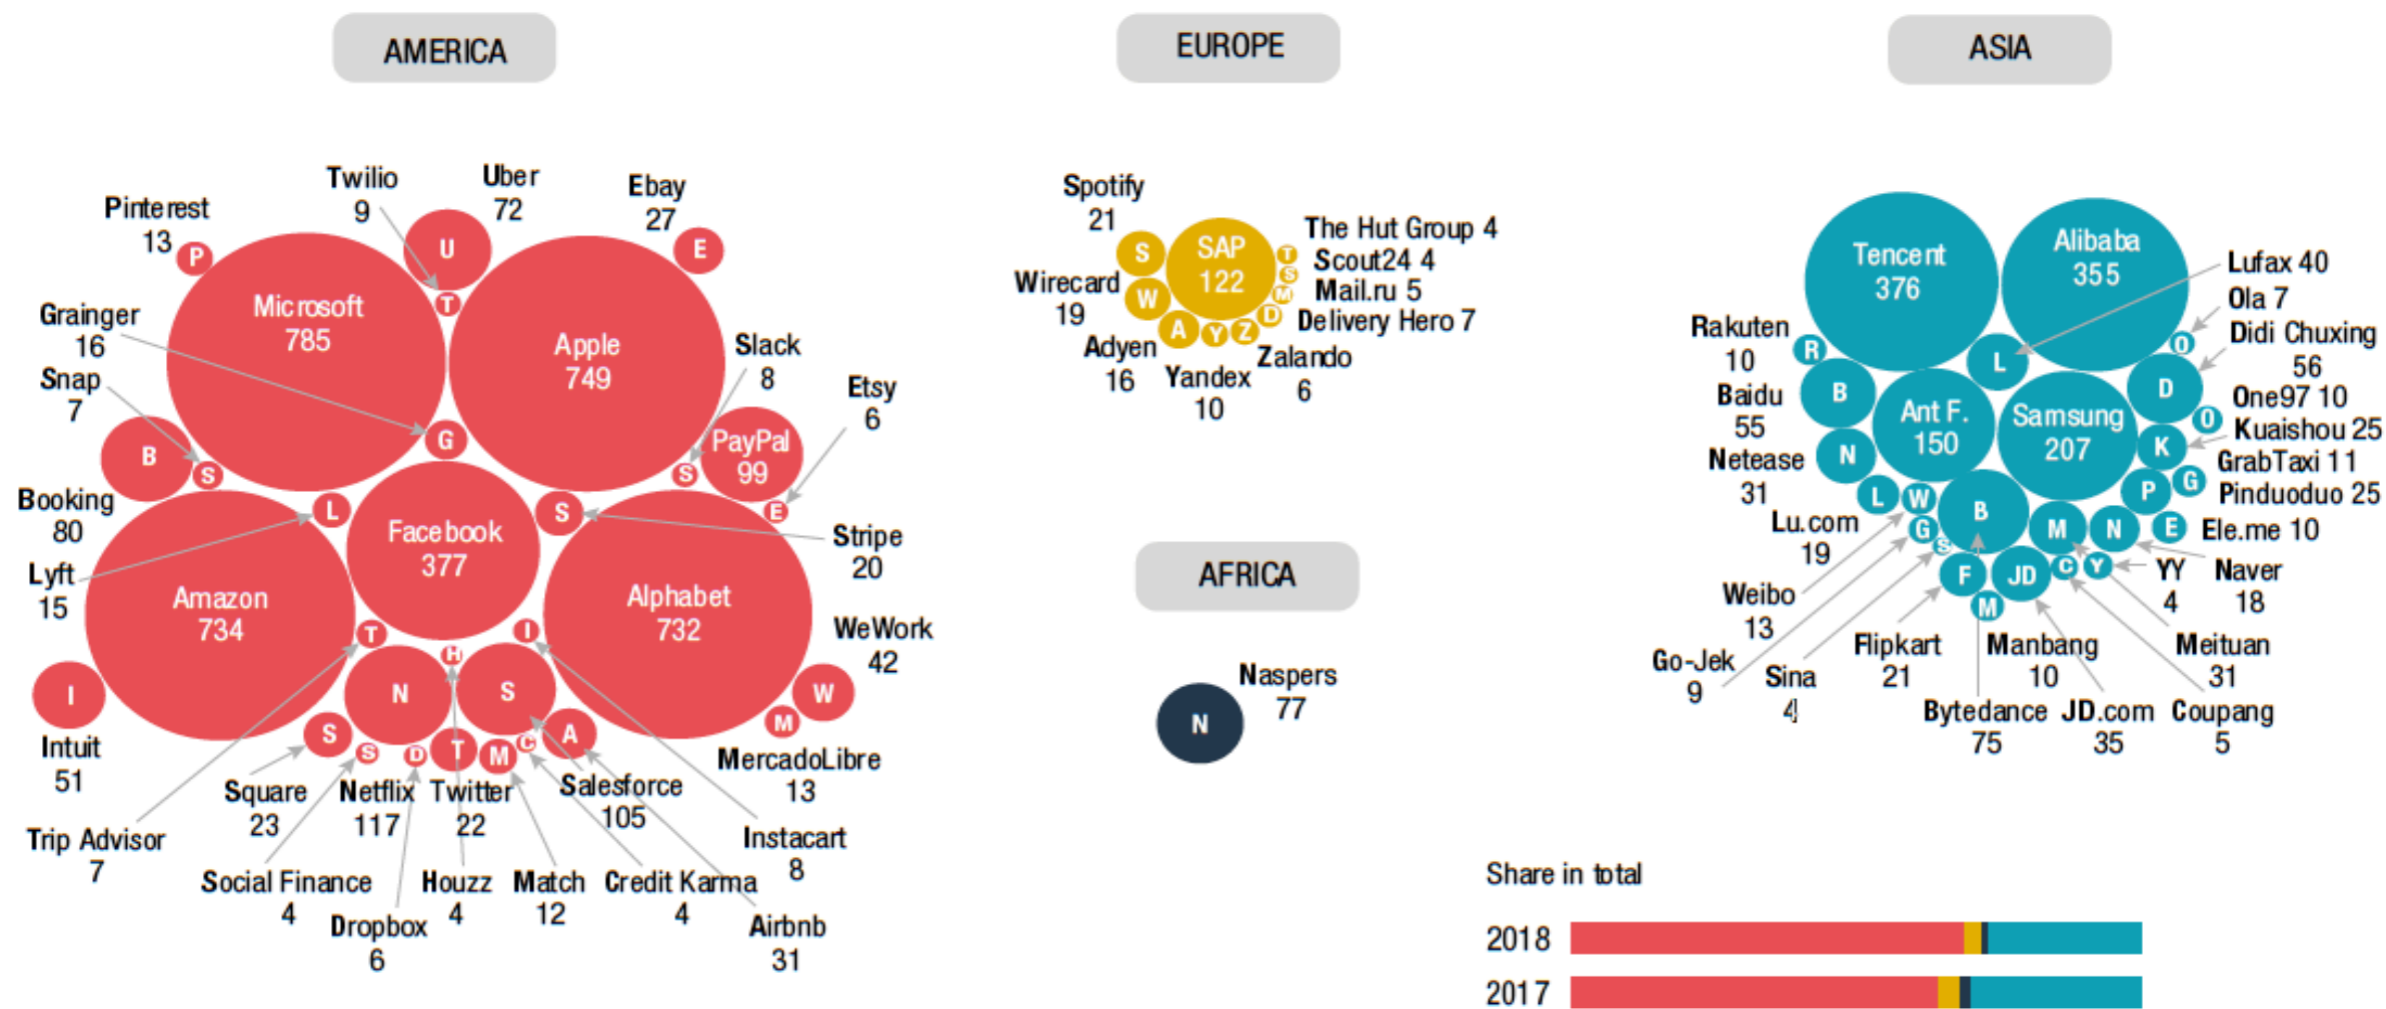 AMERICA
EUROPE
ASIA
Pinterest
13
P
Twilio
9
Uber
72
U
T
Ebay
27
E
Grainger
16
Microsoft
785
Apple
749
Slack
8
Etsy
6
Snap
7
B
S
G
S
PayPal
99
E
Booking
80
L
Facebook
377
S
Stripe
20
Lyft
15
Amazon
734
Alphabet
732
WeWork
42
T
H
I
I
N
S
W
M
Intuit
51
S
S
D
T
M
C
A
MercadoLibre
13
Square
23
Netflix
117
Twitter
22
Salesforce
105
Trip Advisor
7
Instacart
8
Social Finance
4
Dropbox
6
Houzz
4
Match
12
Credit Karma
4
Airbnb
31
Spotify
21
S
SAP
122
T
S
M
D
The Hut Group 4
Scout24 4
Mail.ru 5
Delivery Hero 7
Wirecard
19
W
A
Y
Z
Adyen
16
Yandex
10
Zalando
6
AFRICA
Naspers
77
N
Tencent
376
Alibaba
355
Lufax 40
Ola 7
Didi Chuxing
56
One97 10
Kuaishou 25
GrabTaxi 11
Pinduoduo 25
Ele.me 10
Rakuten
10
R
L
O
Baidu
55
B
Ant F.
150
Samsung
207
D
O
K
Netease
31
N
L
W
G
S
B
M
N
P
G
E
Lu.com
19
F
JD
C
Y
M
YY
4
Naver
18
Weibo
13
Go-Jek
9
Sina
4
Flipkart
21
Manbang
10
Meituan
31
Bytedance
75
JD.com
35
Coupang
5
Share in total
2018
2017